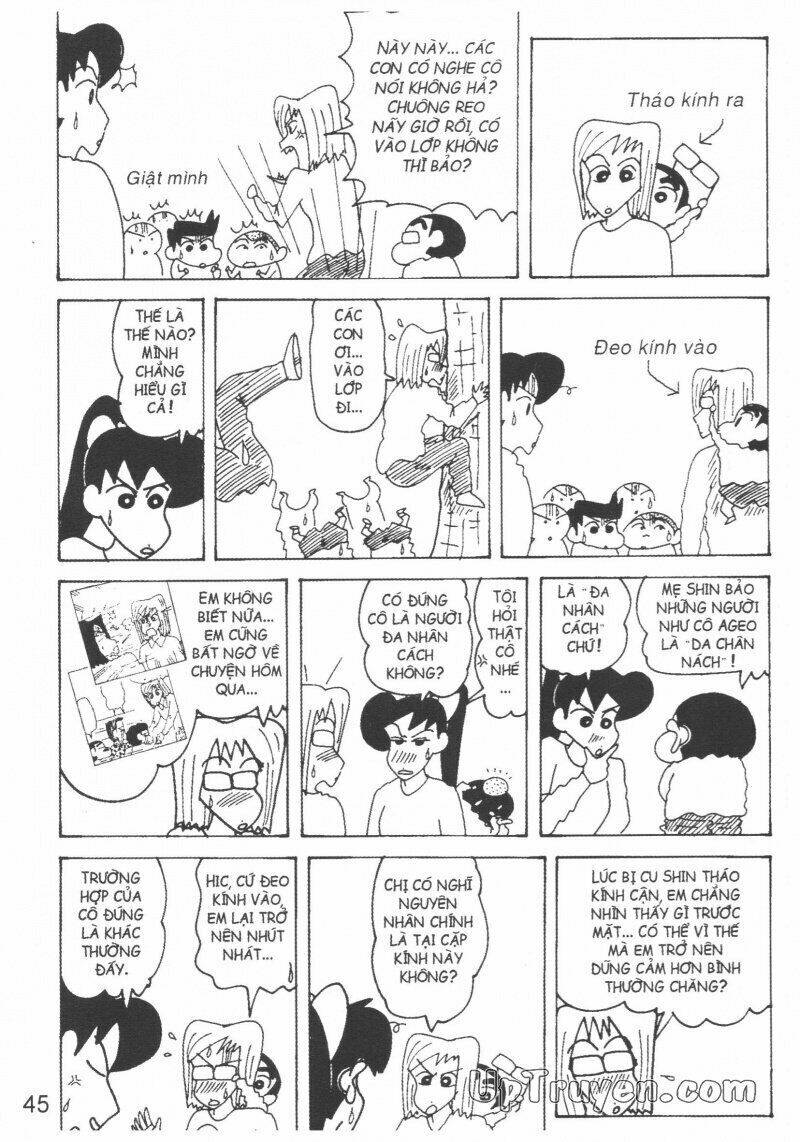 Tháo kính ra
NÀY NÀY... CÁC
CON CÓ NGHE CÔ
NÓI KHÔNG HẢ?
CHUÔNG REO
NÃY GIỜ RỒI, CÓ
VÀO LỚP KHÔNG
THÌ BẢO?
Giật mình
Đeo kính vào
CÁC
CON
ƠI...
VÀO
LỚP
ĐI...
THẾ LÀ
THẾ NÀO?
MÌNH
CHẲNG
HIỂU GÌ
CẢ!
MẸ SHIN BẢO
NHỮNG NGƯỜI
NHƯ CÔ AGEO
LÀ "DA CHÂN
NÁCH"!
LÀ "ĐA
NHÂN
CÁCH"
CHỨ!
TÔI
HỎI
THẬT
CÔ
NHÉ
...
CÓ ĐÚNG
CÔ LÀ NGƯỜI
ĐA NHÂN
CÁCH
KHÔNG?
EM KHÔNG
BIẾT NỮA...
EM CŨNG
BẤT NGỜ VỀ
CHUYỆN HÔM
QUA...
LÚC BỊ CU SHIN THÁO
KÍNH CẬN, EM CHẲNG
NHÌN THẤY GÌ TRƯỚC
MẶT... CÓ THỂ VÌ THẾ
MÀ EM TRỞ NÊN
DŨNG CẢM HƠN BÌNH
THƯỜNG CHĂNG?
CHỊ CÓ NGHĨ
NGUYÊN
NHÂN CHÍNH
LÀ TẠI CẶP
KÍNH NÀY
KHÔNG?
HIC, CỨ ĐEO
KÍNH VÀO,
EM LẠI TRỞ
NÊN NHÚT
NHÁT...
TRƯỜNG
HỢP CỦA
CÔ ĐÚNG
LÀ KHÁC
THƯỜNG
ĐẤY.
UpTruyen.com
45